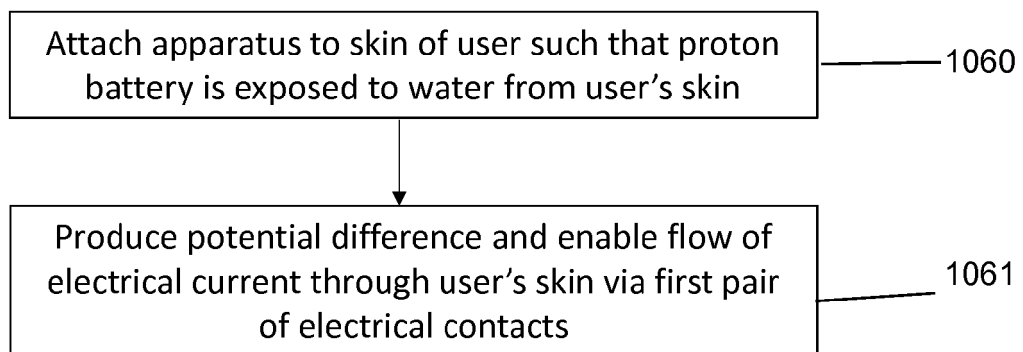 Attach apparatus to skin of user such that proton
battery is exposed to water from user's skin
1060
Produce potential difference and enable flow of
electrical current through user's skin via first pair
of electrical contacts
1061